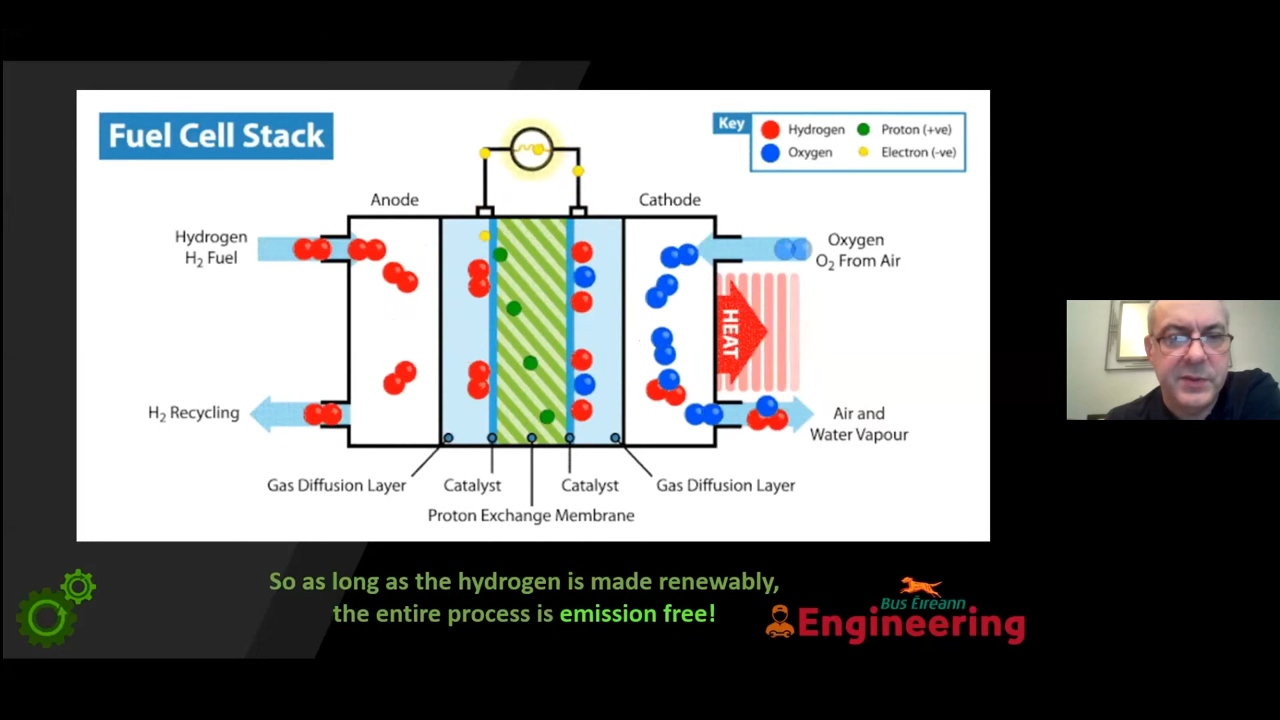 Fuel Cell Stack
Key
Hydrogen
Proton (+ve)
Oxygen
Electron (-ve)
Anode
Cathode
Hydrogen
H₂ Fuel
Oxygen
O₂ From Air
HEAT
H₂ Recycling
Air and
Water Vapour
Gas Diffusion Layer
Catalyst
Catalyst
Gas Diffusion Layer
Proton Exchange Membrane
So as long as the hydrogen is made renewably,
the entire process is emission free!
Bus Éireann
Engineering